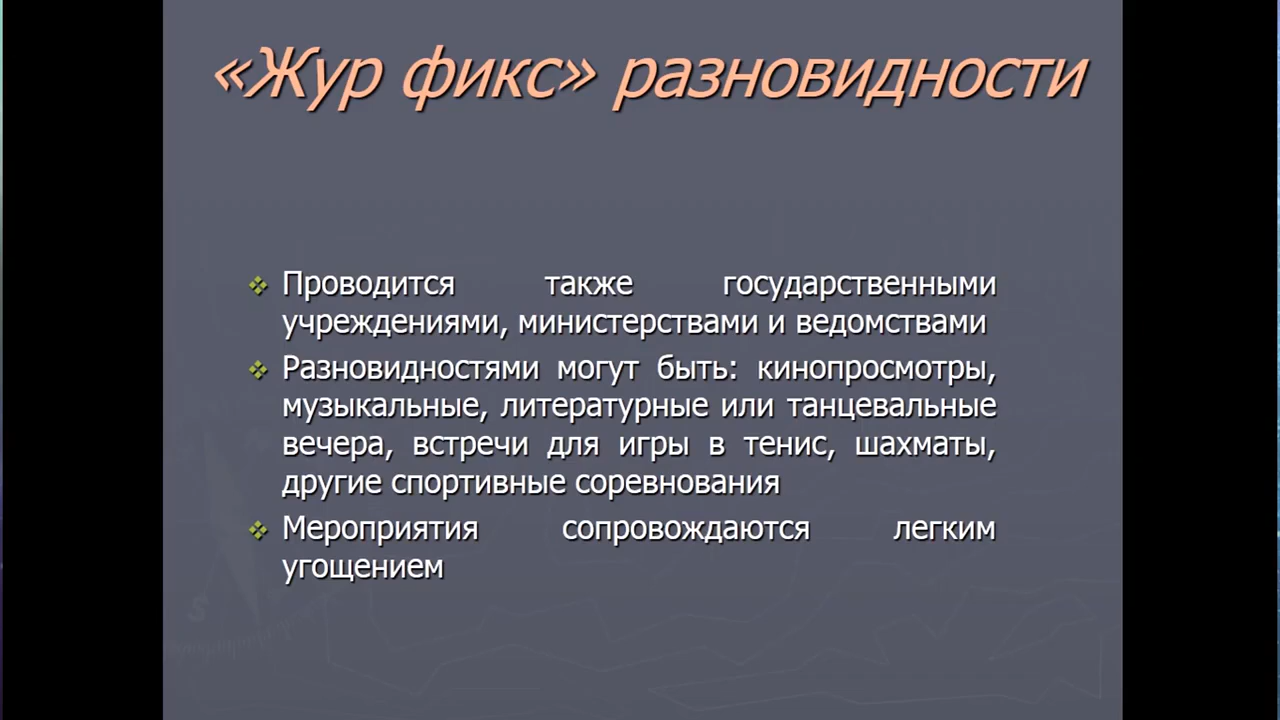 «Жур фикс» разновидности
Проводится также государственными
учреждениями, министерствами и ведомствами
Разновидностями могут быть: кинопросмотры,
музыкальные, литературные или танцевальные
вечера, встречи для игры в тенис, шахматы,
другие спортивные соревнования
Мероприятия сопровождаются легким
угощением
S